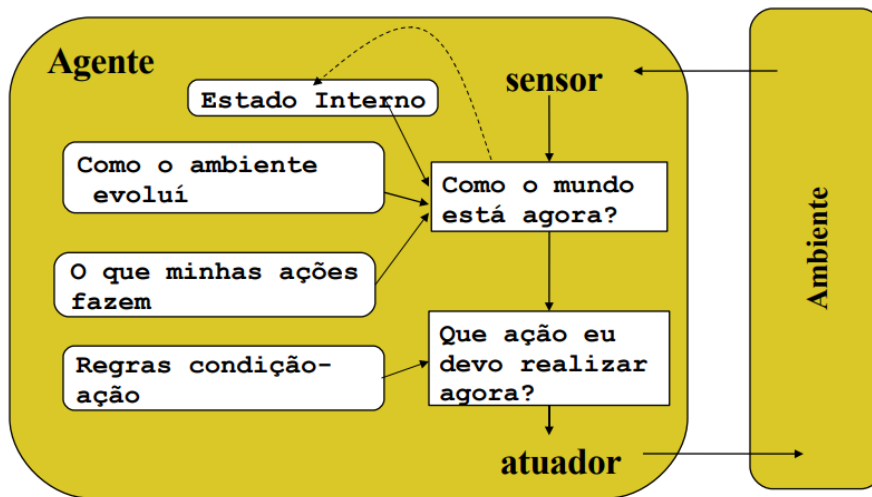 Agente
sensor
Estado Interno
Como o ambiente
evoluí
Como o mundo
está agora?
O que minhas ações
fazem
Que ação eu
devo realizar
agora?
Regras condição-
ação
atuador
Ambiente